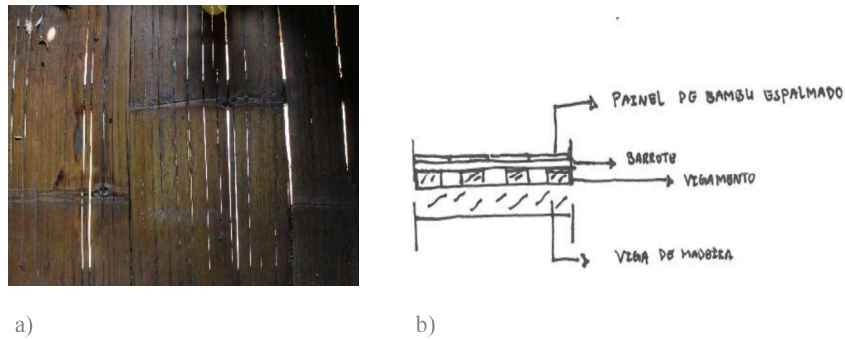 PAINEL DE BAMBU ESPALMADO
BARROTE
VIGAMENTO
VIGA DE MADEIRA
a)
b)